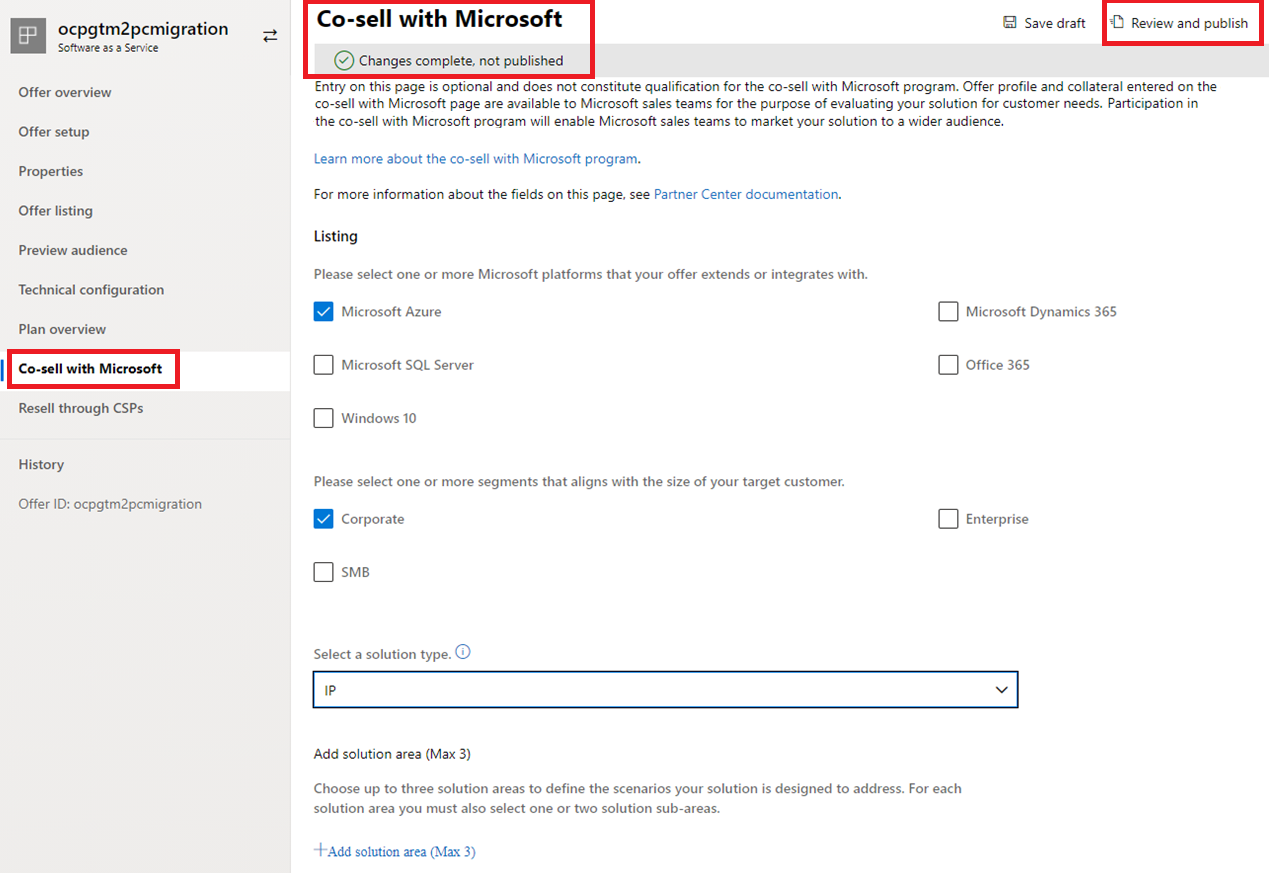 ocpgtm2pcmigration
Software as a Service
Offer overview
Offer setup
Properties
Offer listing
Preview audience
Technical configuration
Plan overview
Co-sell with Microsoft
Resell through CSPs
History
Offer ID: ocpgtm2pcmigration
Co-sell with Microsoft
Save draft
Review and publish
Changes complete, not published
Entry on this page is optional and does not constitute qualification for the co-sell with Microsoft program. Offer profile and collateral entered on the
co-sell with Microsoft page are available to Microsoft sales teams for the purpose of evaluating your solution for customer needs. Participation in
the co-sell with Microsoft program will enable Microsoft sales teams to market your solution to a wider audience.
Learn more about the co-sell with Microsoft program.
For more information about the fields on this page, see Partner Center documentation.
Listing
Please select one or more Microsoft platforms that your offer extends or integrates with.
Microsoft Azure
Microsoft Dynamics 365
Microsoft SQL Server
Office 365
Windows 10
Please select one or more segments that aligns with the size of your target customer.
Corporate
Enterprise
SMB
Select a solution type.
IP
Add solution area (Max 3)
Choose up to three solution areas to define the scenarios your solution is designed to address. For each
solution area you must also select one or two solution sub-areas.
+Add solution area (Max 3)